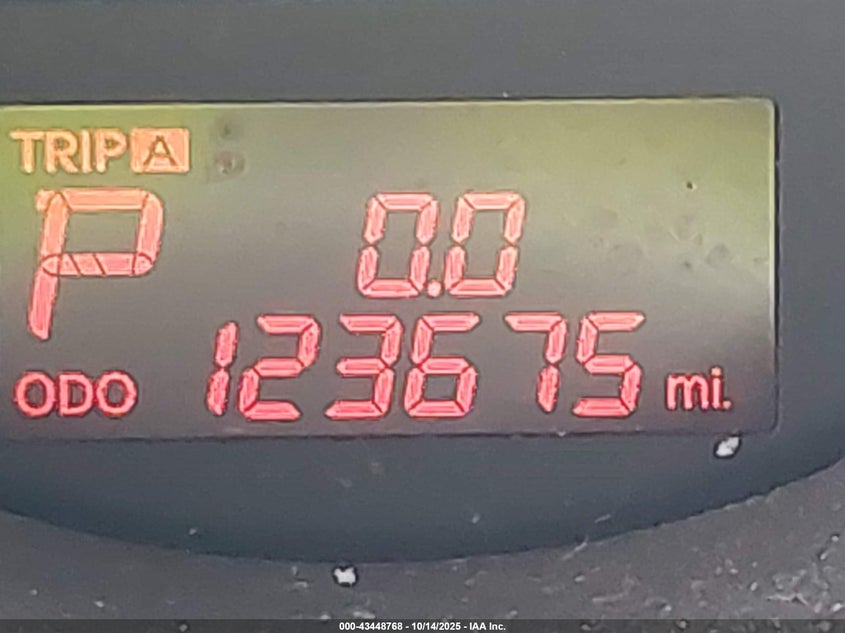 TRIP A
P 0.0
ODO 123675 mi.
000-43448768 - 10/14/2025 - IAA Inc.